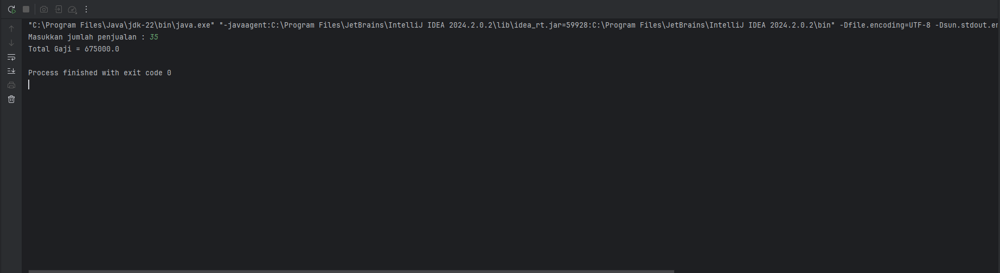 "C:\Program Files\Java\jdk-22\bin\java.exe" "-javaagent:C:\Program Files\JetBrains\IntelliJ IDEA 2024.2.0.2\lib\idea_rt.jar=59928:C:\Program Files\JetBrains\IntelliJ IDEA 2024.2.0.2\bin" -Dfile.encoding=UTF-8 -Dsun.stdout.en
Masukkan jumlah penjualan : 35
Total Gaji = 675000.0
Process finished with exit code 0